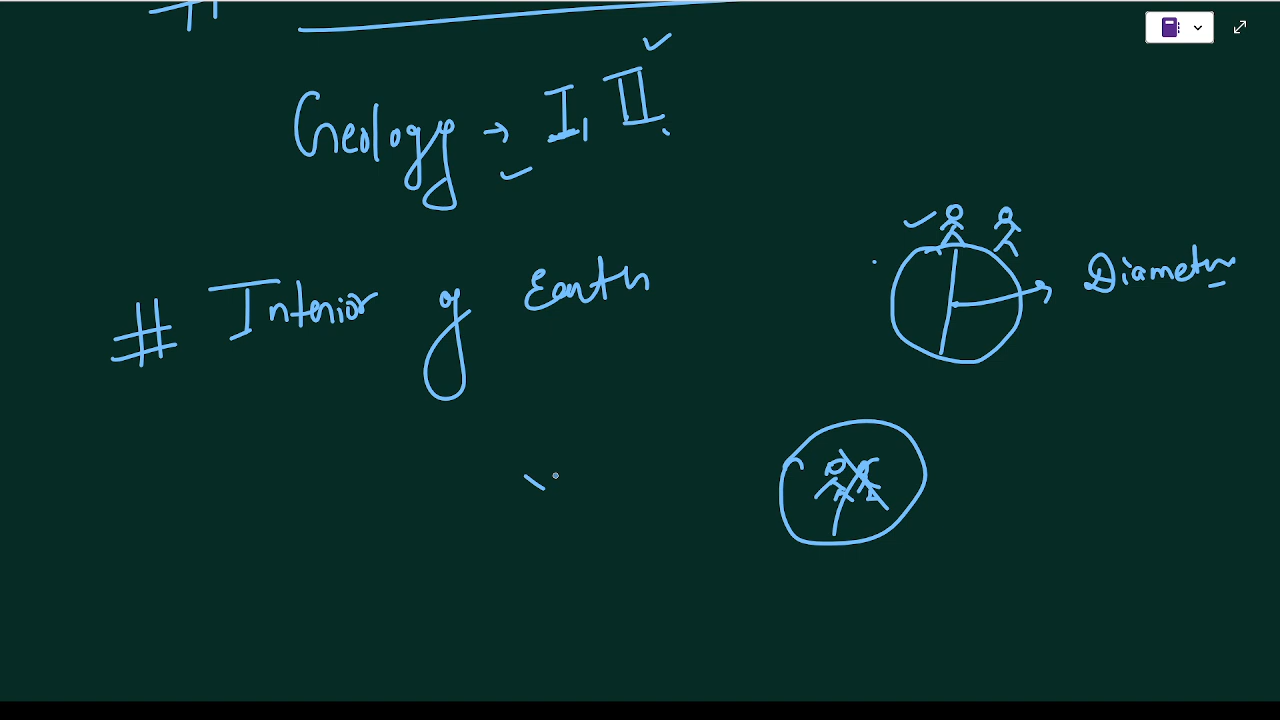 Geology → I, II.
# Interior of Earth
Diameter